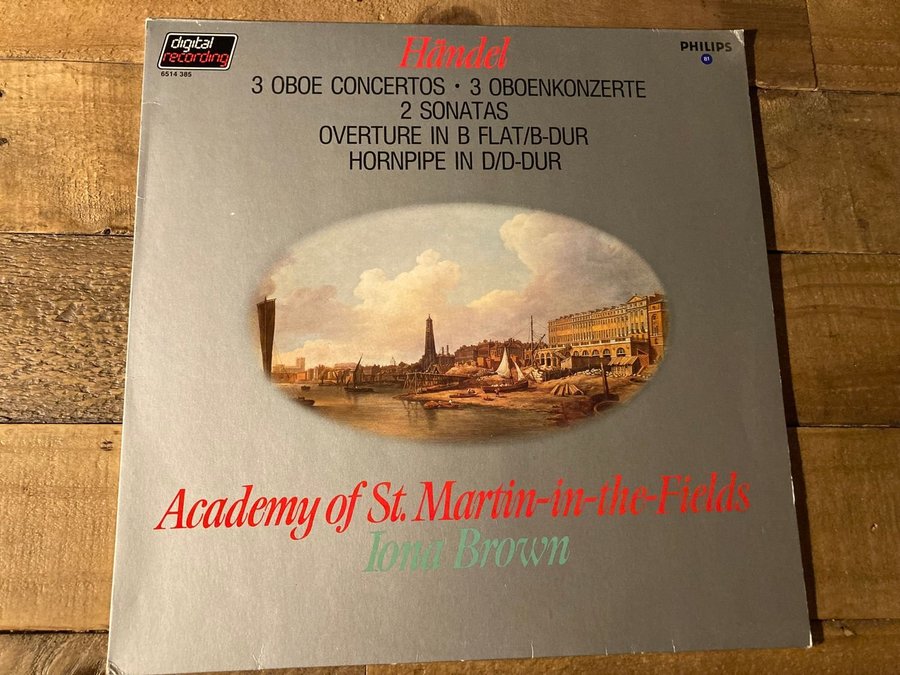 digital
recording
6514 385
Händel
PHILIPS
81
3 OBOE CONCERTOS · 3 OBOENKONZERTE
2 SONATAS
OVERTURE IN B FLAT/B-DUR
HORNPIPE IN D/D-DUR
Academy of St. Martin-in-the-Fields
Iona Brown